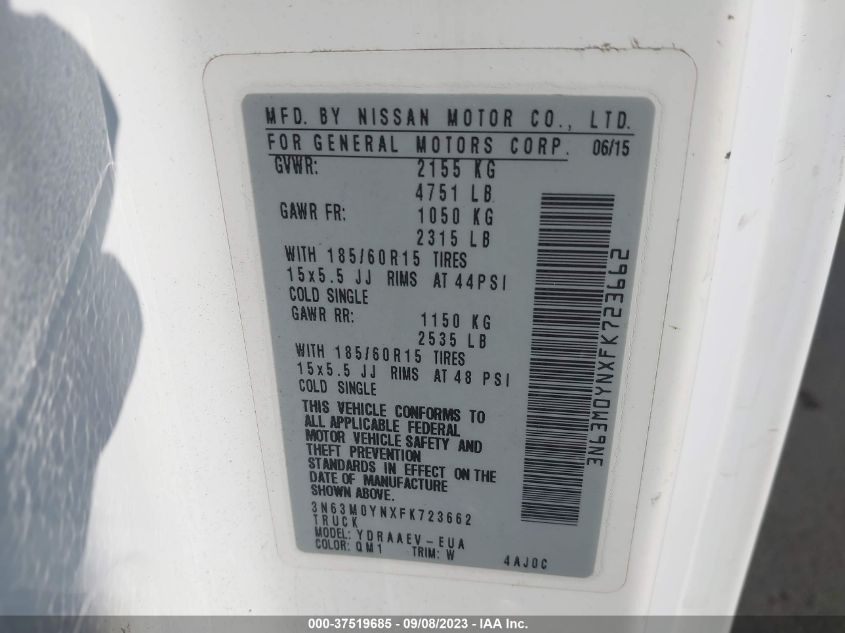 MFD. BY NISSAN MOTOR CO., LTD.
FOR GENERAL MOTORS CORP. 06/15
GVWR: 2155 KG
4751 LB
GAWR FR: 1050 KG
2315 LB
WITH 185/60R15 TIRES
15x5.5 JJ RIMS AT 44PSI
COLD SINGLE
GAWR RR: 1150 KG
2535 LB
WITH 185/60R15 TIRES
15x5.5 JJ RIMS AT 48 PSI
COLD SINGLE
THIS VEHICLE CONFORMS TO
ALL APPLICABLE FEDERAL
MOTOR VEHICLE SAFETY AND
THEFT PREVENTION
STANDARDS IN EFFECT ON THE
DATE OF MANUFACTURE
SHOWN ABOVE.
3N63M0YNXFK723662
TRUCK
MODEL: YDRAAEV-EUA
COLOR: QM1 TRIM: W
4AJ0C
3N63M0YNXFK723662
000-37519685 - 09/08/2023 - IAA Inc.